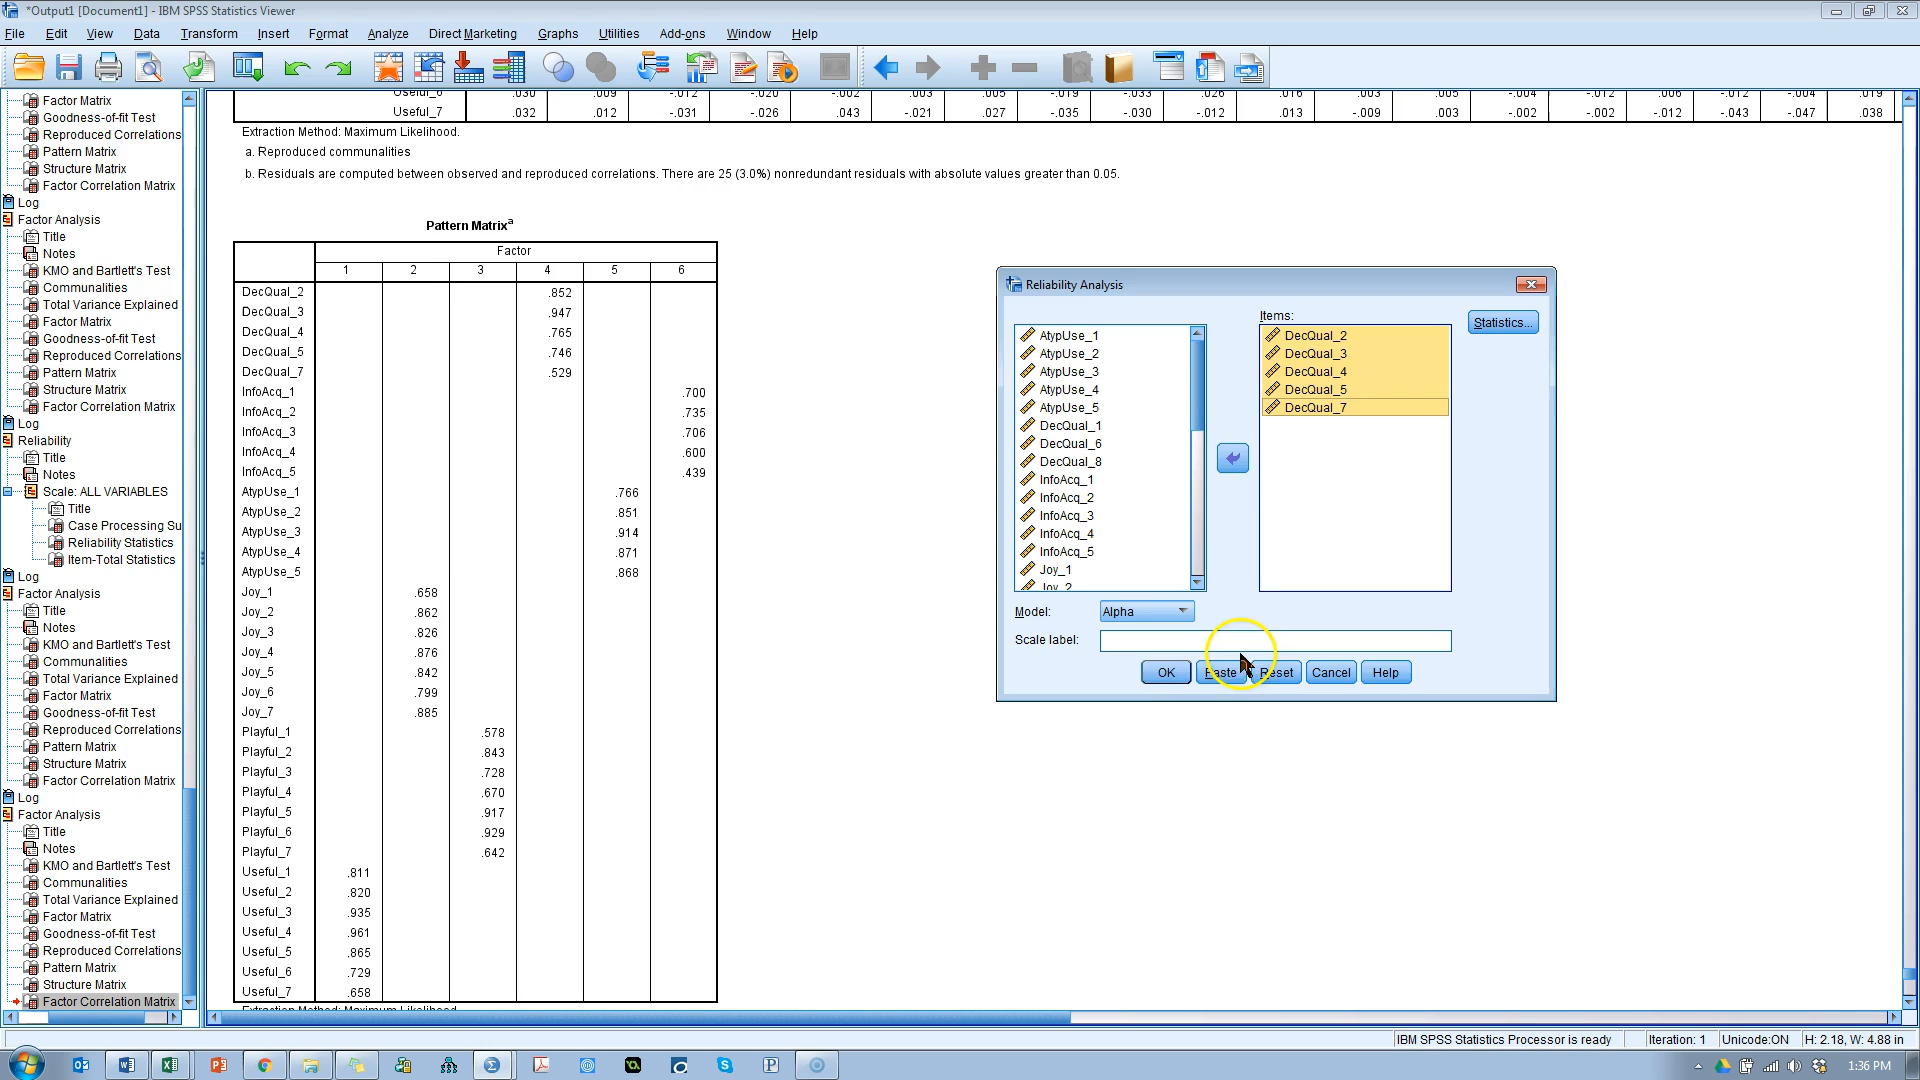 *Output1 [Document1] - IBM SPSS Statistics Viewer
File Edit View Data Transform Insert Format Analyze Direct Marketing Graphs Utilities Add-ons Window Help
Factor Matrix
Goodness-of-fit Test
Reproduced Correlations
Pattern Matrix
Structure Matrix
Factor Correlation Matrix
Log
Factor Analysis
Title
Notes
KMO and Bartlett's Test
Communalities
Total Variance Explained
Factor Matrix
Goodness-of-fit Test
Reproduced Correlations
Pattern Matrix
Structure Matrix
Factor Correlation Matrix
Log
Reliability
Title
Notes
Scale: ALL VARIABLES
Title
Case Processing Su
Reliability Statistics
Item-Total Statistics
Log
Factor Analysis
Title
Notes
KMO and Bartlett's Test
Communalities
Total Variance Explained
Factor Matrix
Goodness-of-fit Test
Reproduced Correlations
Pattern Matrix
Structure Matrix
Factor Correlation Matrix
Log
Factor Analysis
Title
Notes
KMO and Bartlett's Test
Communalities
Total Variance Explained
Factor Matrix
Goodness-of-fit Test
Reproduced Correlations
Pattern Matrix
Structure Matrix
Factor Correlation Matrix
Useful_7 .032 .012 -.031 -.026 .043 -.021 .027 -.035 -.030 -.012 .013 -.009 .003 -.002 -.002 -.012 -.043 -.047 .038
Extraction Method: Maximum Likelihood.
a. Reproduced communalities
b. Residuals are computed between observed and reproduced correlations. There are 25 (3.0%) nonredundant residuals with absolute values greater than 0.05.
Pattern Matrixa
Factor
1 2 3 4 5 6
DecQual_2 .852
DecQual_3 .947
DecQual_4 .765
DecQual_5 .746
DecQual_7 .529
InfoAcq_1 .700
InfoAcq_2 .735
InfoAcq_3 .706
InfoAcq_4 .600
InfoAcq_5 .439
AtypUse_1 .766
AtypUse_2 .851
AtypUse_3 .914
AtypUse_4 .871
AtypUse_5 .868
Joy_1 .658
Joy_2 .862
Joy_3 .826
Joy_4 .876
Joy_5 .842
Joy_6 .799
Joy_7 .885
Playful_1 .578
Playful_2 .843
Playful_3 .728
Playful_4 .670
Playful_5 .917
Playful_6 .929
Playful_7 .642
Useful_1 .811
Useful_2 .820
Useful_3 .935
Useful_4 .961
Useful_5 .865
Useful_6 .729
Useful_7 .658
Extraction Method: Maximum Likelihood.
Reliability Analysis
AtypUse_1
AtypUse_2
AtypUse_3
AtypUse_4
AtypUse_5
DecQual_1
DecQual_6
DecQual_8
InfoAcq_1
InfoAcq_2
InfoAcq_3
InfoAcq_4
InfoAcq_5
Joy_1
Joy_2
Items:
DecQual_2
DecQual_3
DecQual_4
DecQual_5
DecQual_7
Statistics...
Model: Alpha
Scale label:
OK Paste Reset Cancel Help
IBM SPSS Statistics Processor is ready Iteration: 1 Unicode:ON H: 2.18, W: 4.88 in
1:36 PM